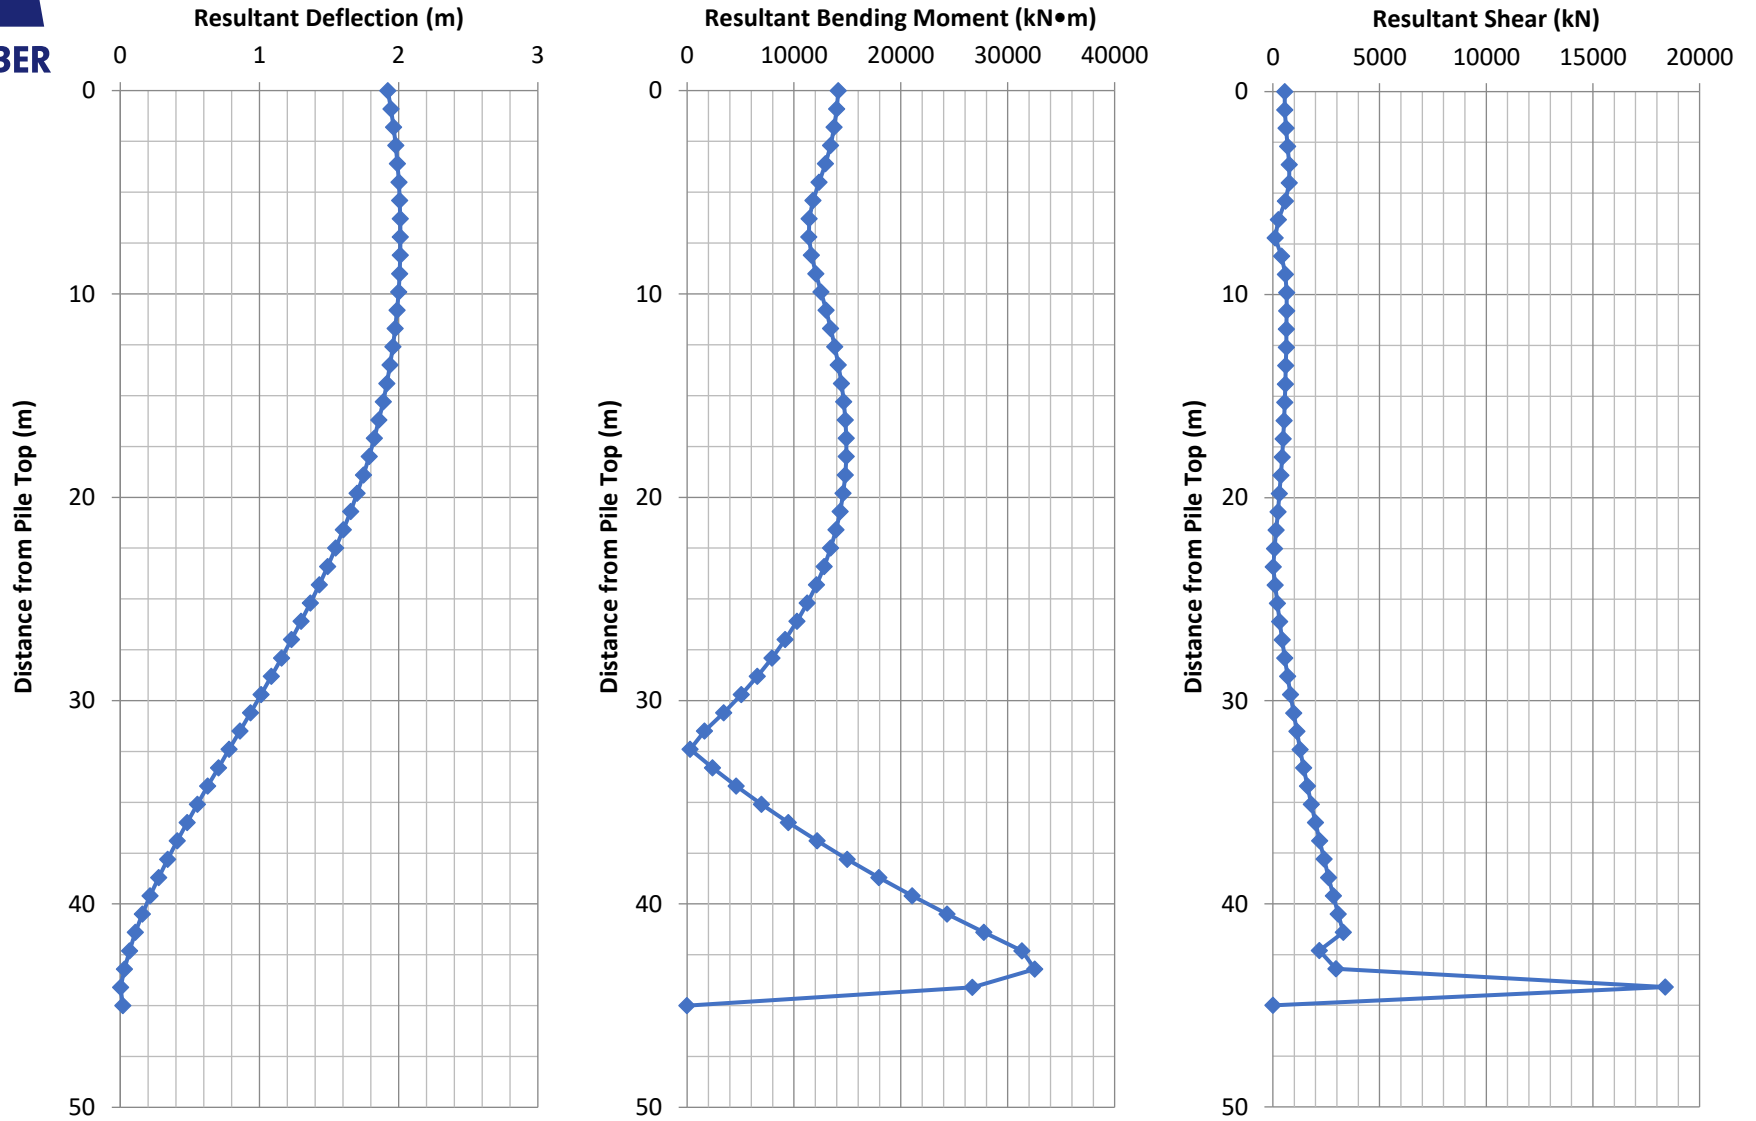 Resultant Deflection (m)
0 1 2 3
0
10
20
30
40
50
Distance from Pile Top (m)
Resultant Bending Moment (kN•m)
0 10000 20000 30000 40000
0
10
20
30
40
50
Distance from Pile Top (m)
Resultant Shear (kN)
0 5000 10000 15000 20000
0
10
20
30
40
50
Distance from Pile Top (m)